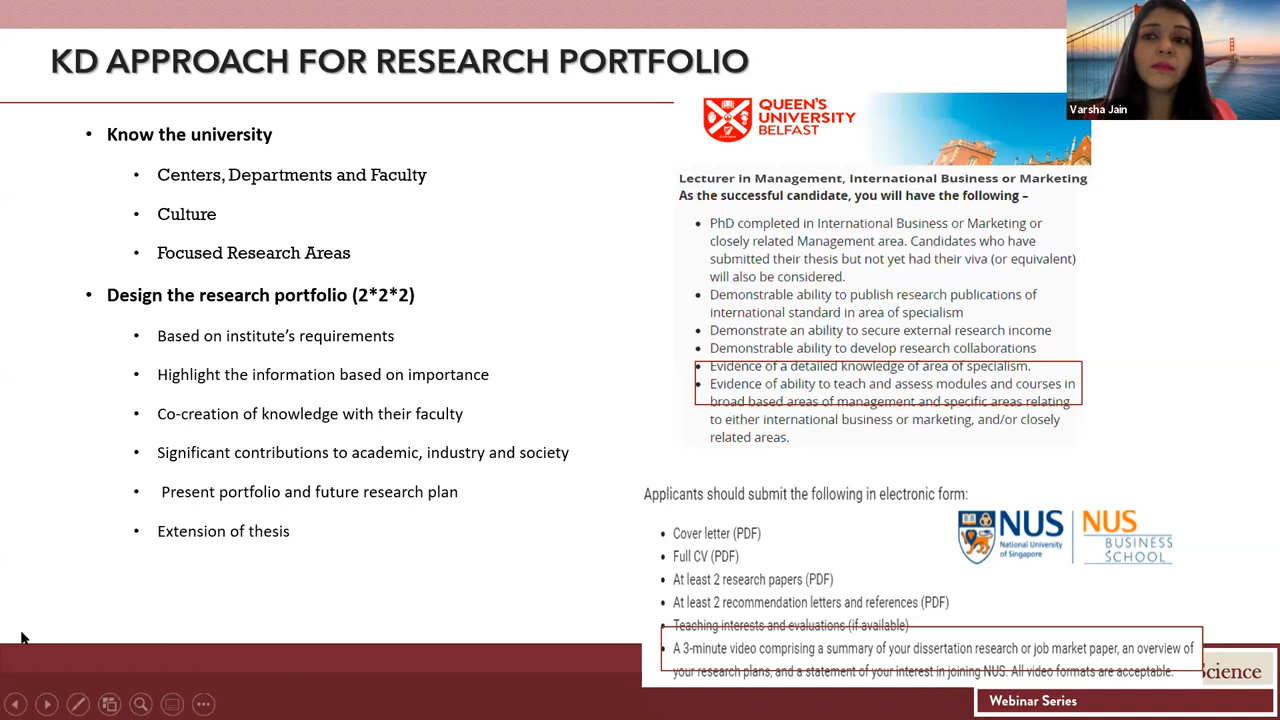 KD APPROACH FOR RESEARCH PORTFOLIO
Varsha Jain
• Know the university
• Centers, Departments and Faculty
• Culture
• Focused Research Areas
• Design the research portfolio (2*2*2)
• Based on institute's requirements
• Highlight the information based on importance
• Co-creation of knowledge with their faculty
• Significant contributions to academic, industry and society
• Present portfolio and future research plan
• Extension of thesis
QUEEN'S
UNIVERSITY
BELFAST
Lecturer in Management, International Business or Marketing
As the successful candidate, you will have the following –
• PhD completed in International Business or Marketing or
closely related Management area. Candidates who have
submitted their thesis but not yet had their viva (or equivalent)
will also be considered.
• Demonstrable ability to publish research publications of
international standard in area of specialism
• Demonstrate an ability to secure external research income
• Demonstrable ability to develop research collaborations
• Evidence of a detailed knowledge of area of specialism.
• Evidence of ability to teach and assess modules and courses in
broad based areas of management and specific areas relating
to either international business or marketing, and/or closely
related areas.
Applicants should submit the following in electronic form:
• Cover letter (PDF)
• Full CV (PDF)
• At least 2 research papers (PDF)
• At least 2 recommendation letters and references (PDF)
• Teaching interests and evaluations (if available)
• A 3-minute video comprising a summary of your dissertation research or job market paper, an overview of
your research plans, and a statement of your interest in joining NUS. All video formats are acceptable.
NUS
National University
of Singapore
NUS
BUSINESS
SCHOOL
Science
Webinar Series